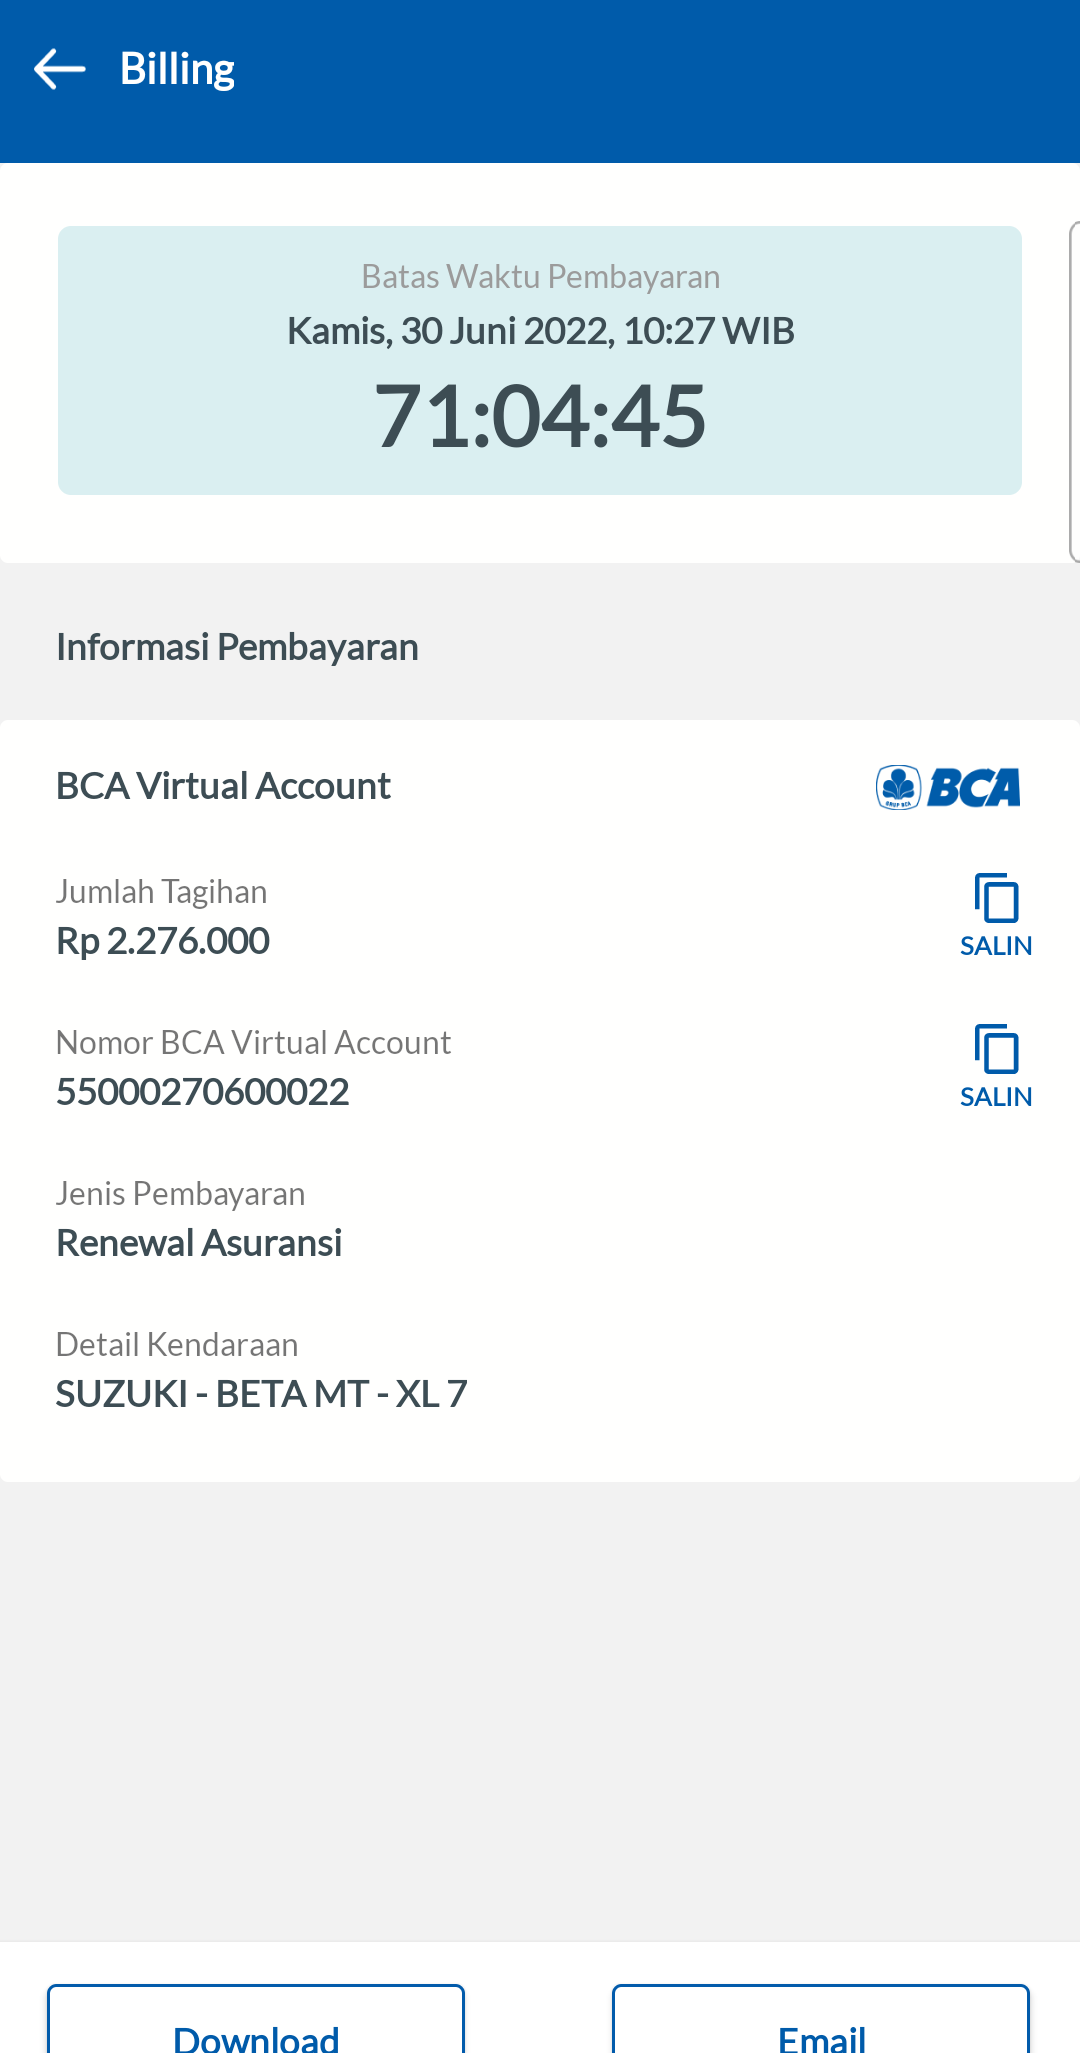 Billing
Batas Waktu Pembayaran
Kamis, 30 Juni 2022, 10:27 WIB
71:04:45
Informasi Pembayaran
BCA Virtual Account
GRUP BCA
BCA
Jumlah Tagihan
Rp 2.276.000
SALIN
Nomor BCA Virtual Account
55000270600022
SALIN
Jenis Pembayaran
Renewal Asuransi
Detail Kendaraan
SUZUKI - BETA MT - XL 7
Download
Email